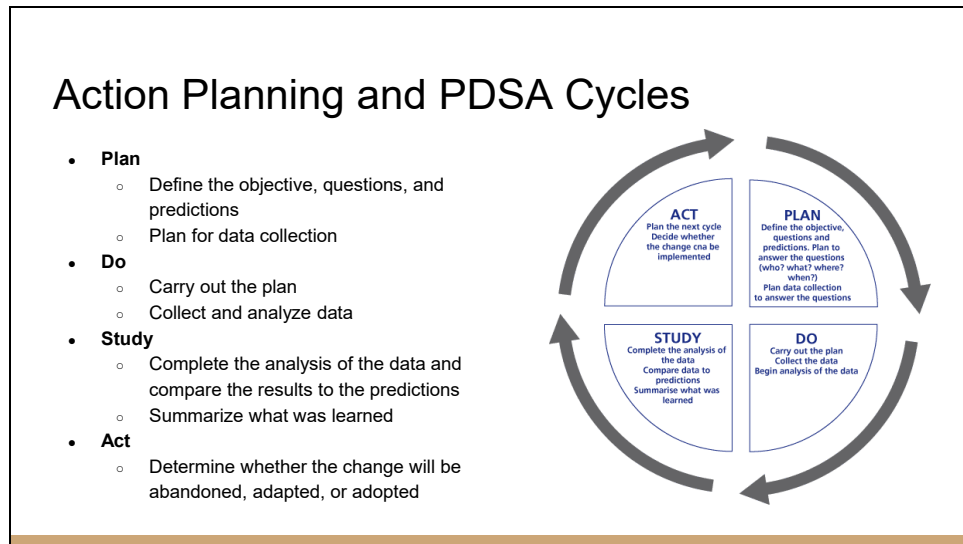 Action Planning and PDSA Cycles
● Plan
○ Define the objective, questions, and
predictions
○ Plan for data collection
● Do
○ Carry out the plan
○ Collect and analyze data
● Study
○ Complete the analysis of the data and
compare the results to the predictions
○ Summarize what was learned
● Act
○ Determine whether the change will be
abandoned, adapted, or adopted
ACT
Plan the next cycle
Decide whether
the change cna be
implemented
PLAN
Define the objective,
questions and
predictions. Plan to
answer the questions
(who? what? where?
when?)
Plan data collection
to answer the questions
STUDY
Complete the analysis of
the data
Compare data to
predictions
Summarise what was
learned
DO
Carry out the plan
Collect the data
Begin analysis of the data